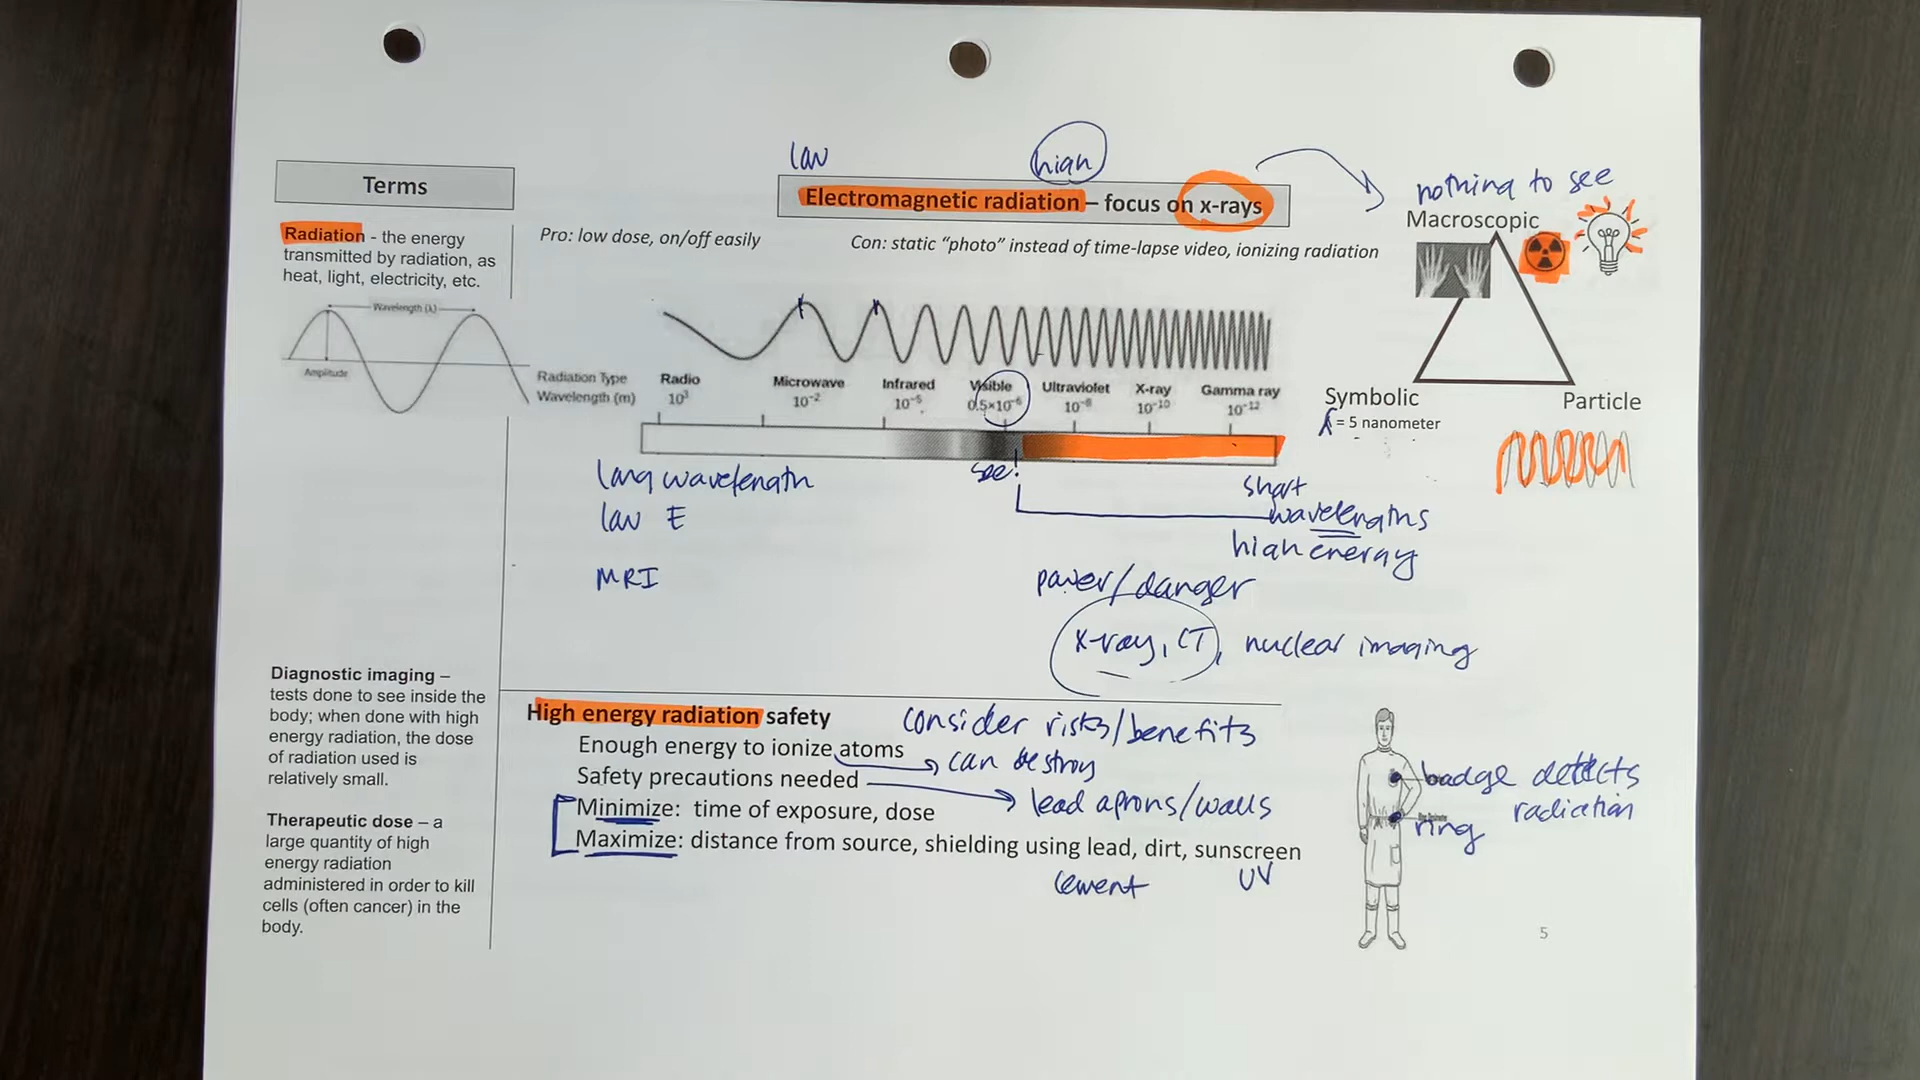 low
high
Terms
Electromagnetic radiation – focus on x-rays
nothing to see
Macroscopic
Radiation - the energy
transmitted by radiation, as
heat, light, electricity, etc.
Pro: low dose, on/off easily
Con: static "photo" instead of time-lapse video, ionizing radiation
Wavelength (λ)
Amplitude
Radiation Type
Wavelength (m)
Radio
10³
Microwave
10⁻²
Infrared
10⁻⁵
Visible
0.5×10⁻⁶
Ultraviolet
10⁻⁸
X-ray
10⁻¹⁰
Gamma ray
10⁻¹²
Symbolic
λ = 5 nanometer
Particle
see!
long wavelength
low E
MRI
short
wavelengths
high energy
power/danger
x-ray, CT, nuclear imaging
Diagnostic imaging –
tests done to see inside the
body; when done with high
energy radiation, the dose
of radiation used is
relatively small.
Therapeutic dose – a
large quantity of high
energy radiation
administered in order to kill
cells (often cancer) in the
body.
High energy radiation safety
consider risks/benefits
Enough energy to ionize atoms
can destroy
Safety precautions needed
lead aprons/walls
Minimize: time of exposure, dose
Maximize: distance from source, shielding using lead, dirt, sunscreen
cement
UV
badge detects
radiation
ring
5